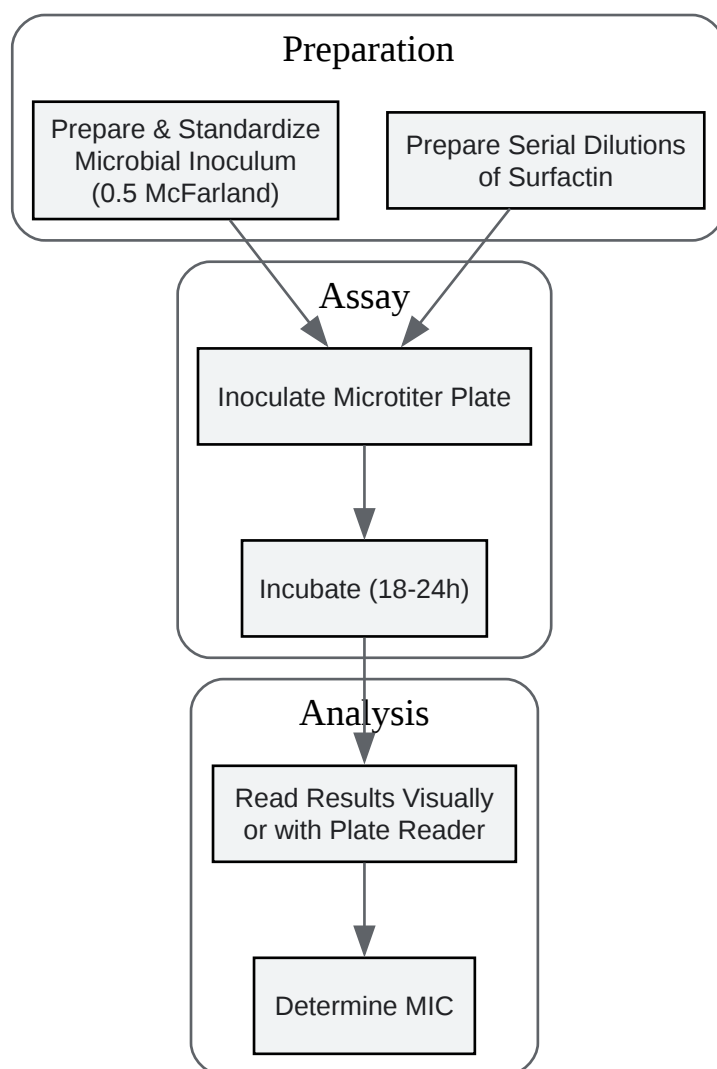 Preparation
Prepare & Standardize
Microbial Inoculum
(0.5 McFarland)
Prepare Serial Dilutions
of Surfactin
Assay
Inoculate Microtiter Plate
Incubate (18-24h)
Analysis
Read Results Visually
or with Plate Reader
Determine MIC